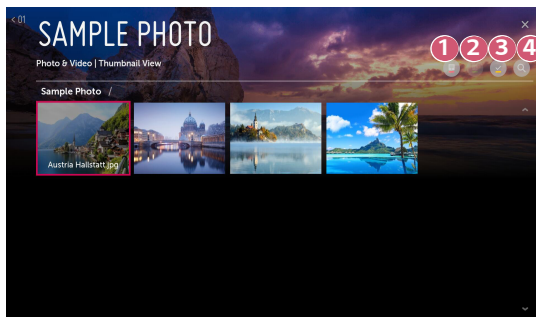 < 01
SAMPLE PHOTO
1 2 3 4
Photo & Video | Thumbnail View
Sample Photo /
Austria Hallstatt.jpg